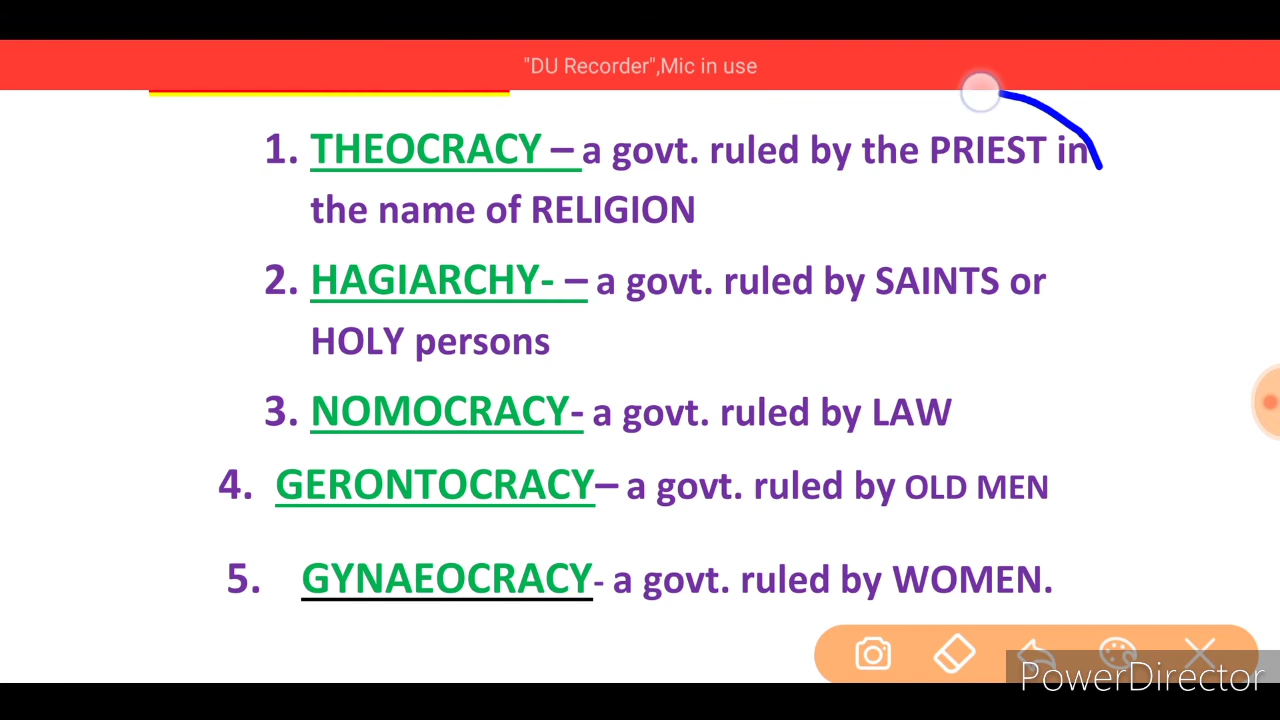 "DU Recorder",Mic in use
1. THEOCRACY – a govt. ruled by the PRIEST in
the name of RELIGION
2. HAGIARCHY- – a govt. ruled by SAINTS or
HOLY persons
3. NOMOCRACY- a govt. ruled by LAW
4. GERONTOCRACY– a govt. ruled by OLD MEN
5. GYNAEOCRACY- a govt. ruled by WOMEN.
PowerDirector